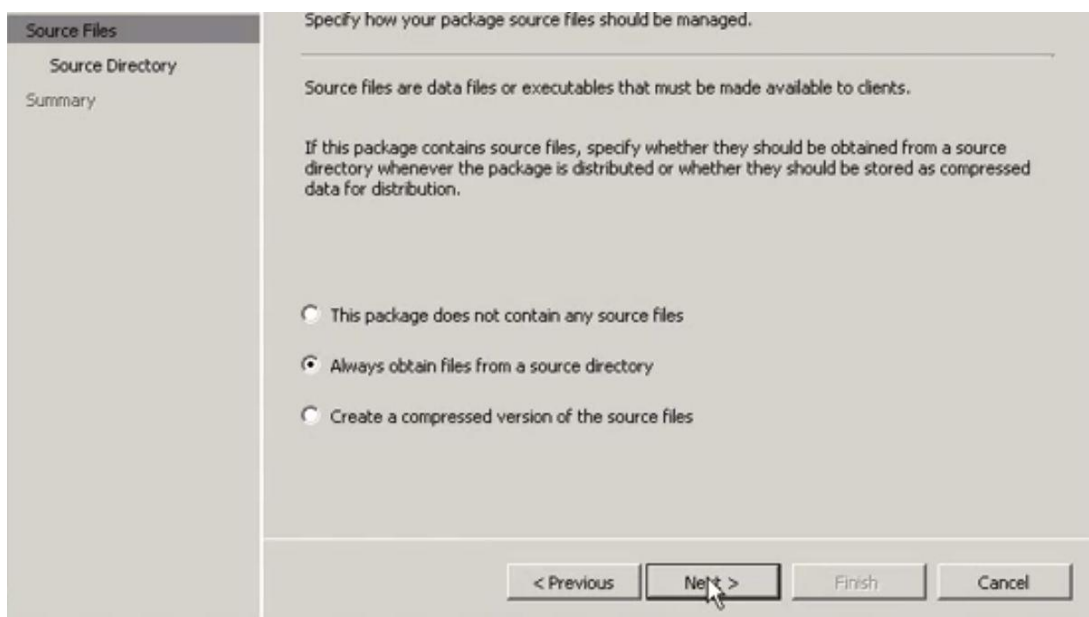 Source Files
Source Directory
Summary
Specify how your package source files should be managed.
Source files are data files or executables that must be made available to clients.
If this package contains source files, specify whether they should be obtained from a source
directory whenever the package is distributed or whether they should be stored as compressed
data for distribution.
This package does not contain any source files
Always obtain files from a source directory
Create a compressed version of the source files
< Previous
Next >
Finish
Cancel